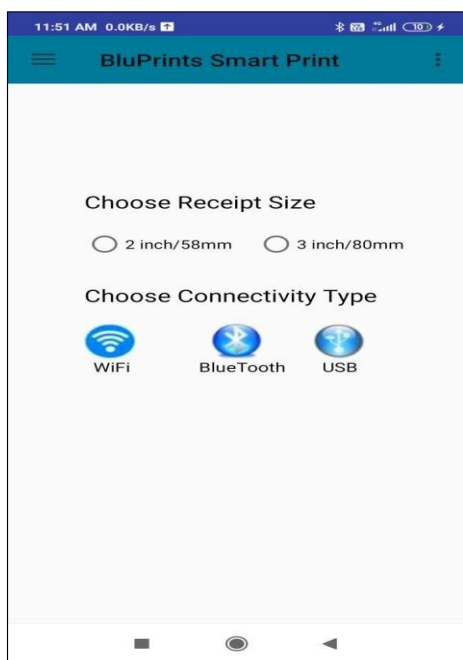 11:51 AM 0.0KB/s
10
BluPrints Smart Print
Choose Receipt Size
2 inch/58mm 3 inch/80mm
Choose Connectivity Type
WiFi BlueTooth USB